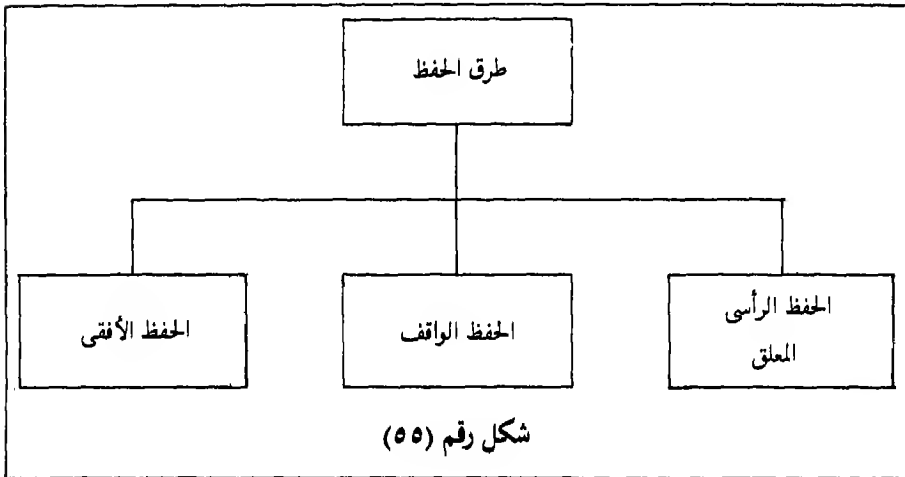 طرق الحفظ
الحفظ الرأسى
المعلق
الحفظ الواقف
الحفظ الأفقى
شكل رقم (٥٥)